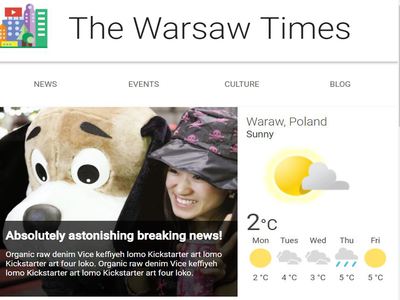 The Warsaw Times
NEWS
EVENTS
CULTURE
BLOG
Absolutely astonishing breaking news!
Organic raw denim Vice keffiyeh lomo Kickstarter art lomo
Kickstarter art four loko. Organic raw denim Vice keffiyeh
lomo Kickstarter art lomo Kickstarter art four loko.
Waraw, Poland
Sunny
2°C
Mon Tues Wed Thu Fri
2 °C 4 °C 3 °C 5 °C 5 °C